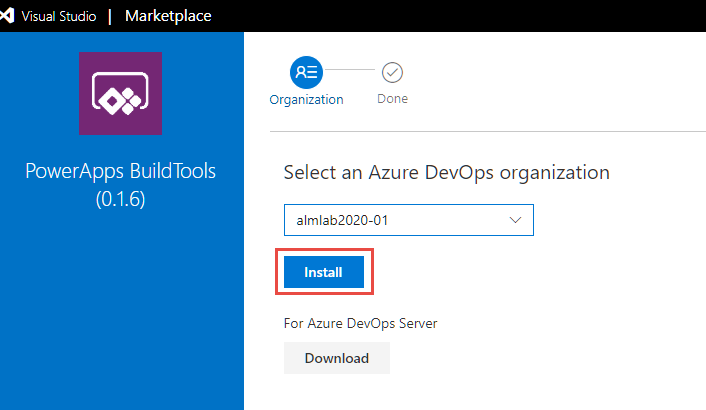 Visual Studio | Marketplace
PowerApps BuildTools
(0.1.6)
Organization
Done
Select an Azure DevOps organization
almlab2020-01
Install
For Azure DevOps Server
Download